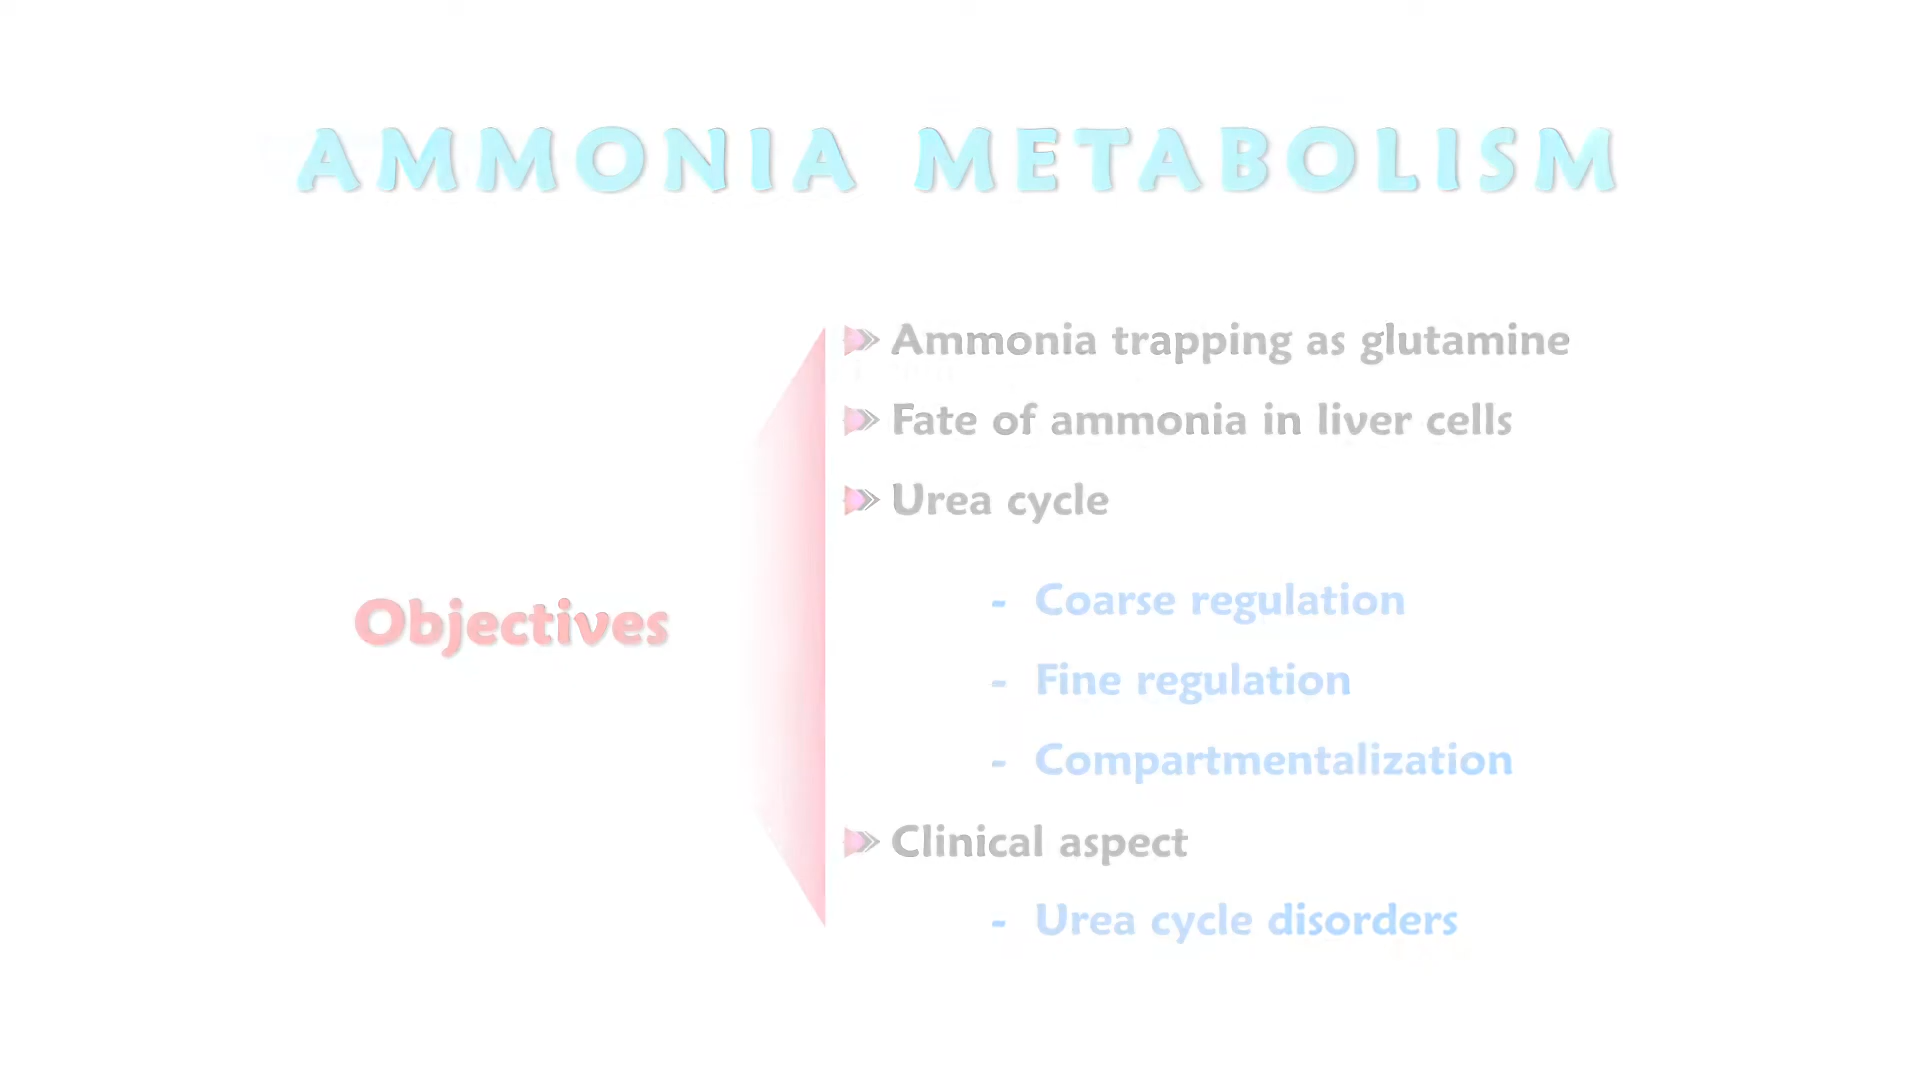 AMMONIA METABOLISM
Objectives
Ammonia trapping as glutamine
Fate of ammonia in liver cells
Urea cycle
- Coarse regulation
- Fine regulation
- Compartmentalization
Clinical aspect
- Urea cycle disorders